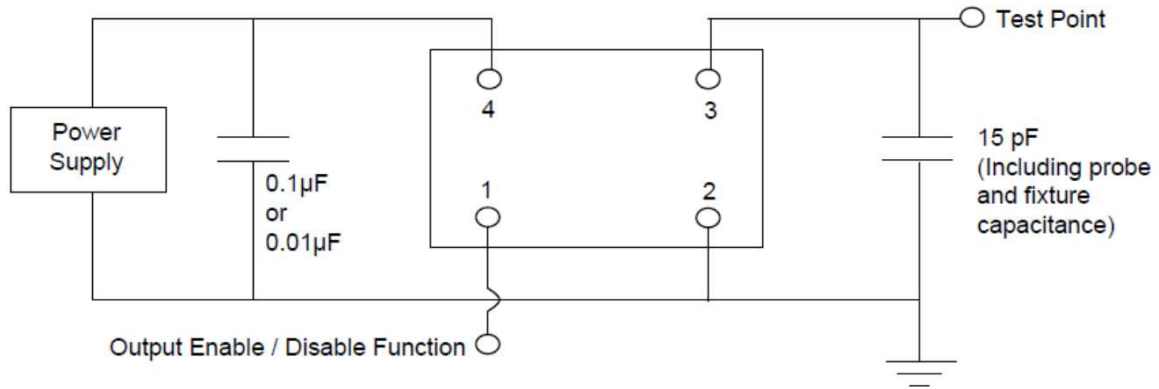 Test Point
4
3
Power
Supply
0.1µF
or
0.01µF
1
2
15 pF
(Including probe
and fixture
capacitance)
Output Enable / Disable Function